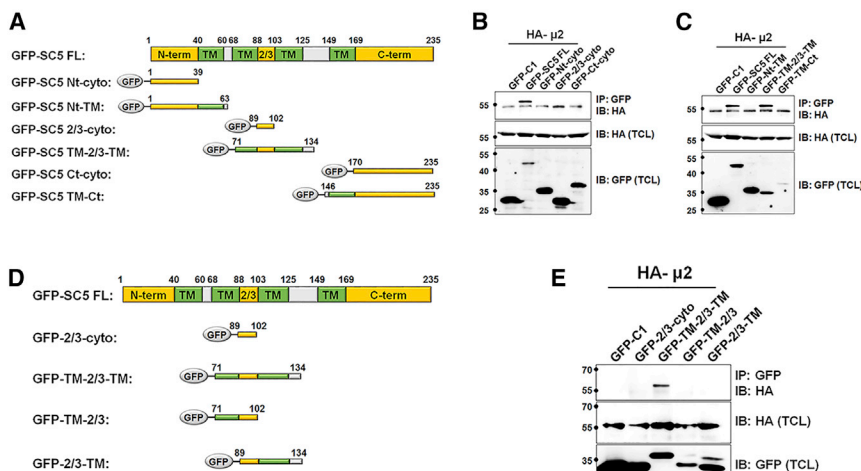 A
1 40 60 68 88 103 125 149 169 235
GFP-SC5 FL: N-term TM TM 2/3 TM TM C-term
GFP-SC5 Nt-cyto: GFP 1 39
GFP-SC5 Nt-TM: GFP 1 63
GFP-SC5 2/3-cyto: GFP 89 102
GFP-SC5 TM-2/3-TM: GFP 71 134
GFP-SC5 Ct-cyto: GFP 170 235
GFP-SC5 TM-Ct: GFP 146 235
B
HA- μ2
GFP-C1 GFP-SC5 FL GFP-Nt-cyto GFP-2/3-cyto GFP-Ct-cyto
55 IP: GFP
IB: HA
55 IB: HA (TCL)
55
45
35 IB: GFP (TCL)
25
C
HA- μ2
GFP-C1 GFP-SC5 FL GFP-Nt-TM GFP-TM-2/3-TM GFP-TM-Ct
55 IP: GFP
IB: HA
55 IB: HA (TCL)
55
45
35 IB: GFP (TCL)
25
D
1 40 60 68 88 103 125 149 169 235
GFP-SC5 FL: N-term TM TM 2/3 TM TM C-term
GFP-2/3-cyto: GFP 89 102
GFP-TM-2/3-TM: GFP 71 134
GFP-TM-2/3: GFP 71 102
GFP-2/3-TM: GFP 89 134
E
HA- μ2
GFP-C1 GFP-2/3-cyto GFP-TM-2/3-TM GFP-TM-2/3 GFP-2/3-TM
70 IP: GFP
55 IB: HA
70
55 IB: HA (TCL)
35 IB: GFP (TCL)